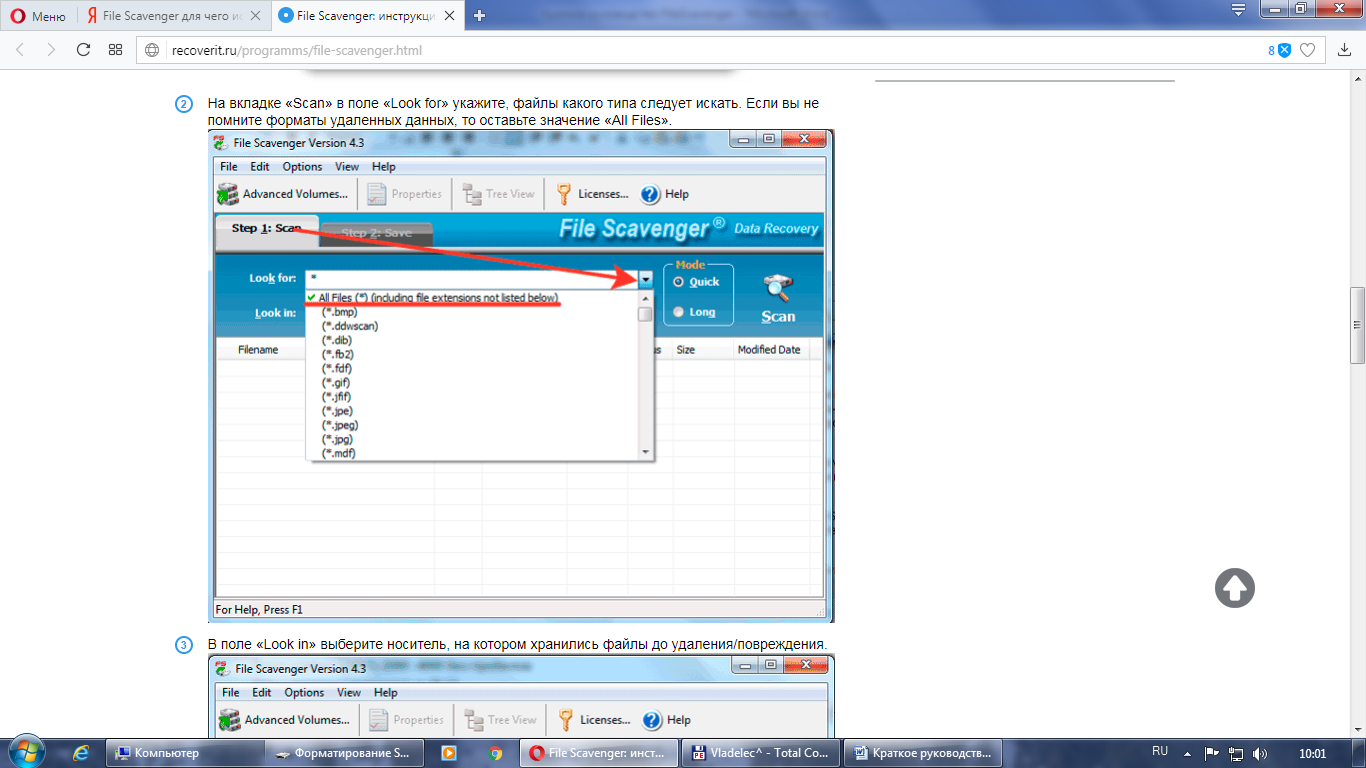 Меню
File Scavenger для чего ис
File Scavenger: инструкци
recoverit.ru/programms/file-scavenger.html
8
2
На вкладке «Scan» в поле «Look for» укажите, файлы какого типа следует искать. Если вы не
помните форматы удаленных данных, то оставьте значение «All Files».
File Scavenger Version 4.3
File Edit Options View Help
Advanced Volumes... Properties Tree View Licenses... Help
Step 1: Scan Step 2: Save File Scavenger® Data Recovery
Look for: *
Mode
Quick
Long
Scan
All Files (*) (including file extensions not listed below)
Look in:
(*.bmp)
(*.ddwscan)
(*.dib)
(*.fb2)
(*.fdf)
(*.gif)
(*.jfif)
(*.jpe)
(*.jpeg)
(*.jpg)
(*.mdf)
Filename us Size Modified Date
For Help, Press F1
3
В поле «Look in» выберите носитель, на котором хранились файлы до удаления/повреждения.
File Scavenger Version 4.3
File Edit Options View Help
Advanced Volumes... Properties Tree View Licenses... Help
Компьютер
Форматирование S...
File Scavenger: инст...
Vladelec^ - Total Co...
Краткое руководств...
RU
10:01